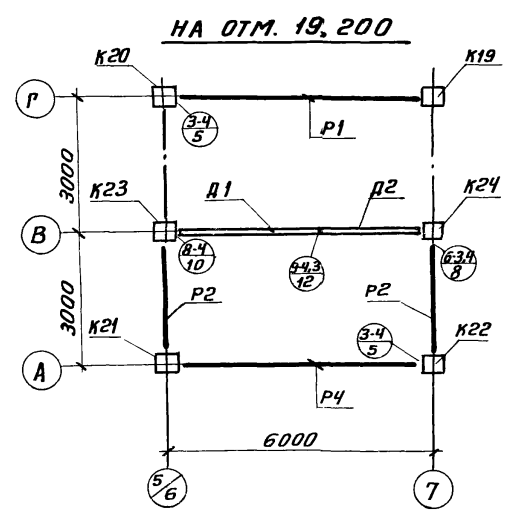 НА ОТМ. 19,200
К20
К19
Г
3-4
5
Р1
3000
К23
Д1
Д2
К24
В
8-4
10
9-4,3
12
6-3,4
8
3000
Р2
Р2
К21
3-4
5
К22
А
Р4
6000
5/6
7